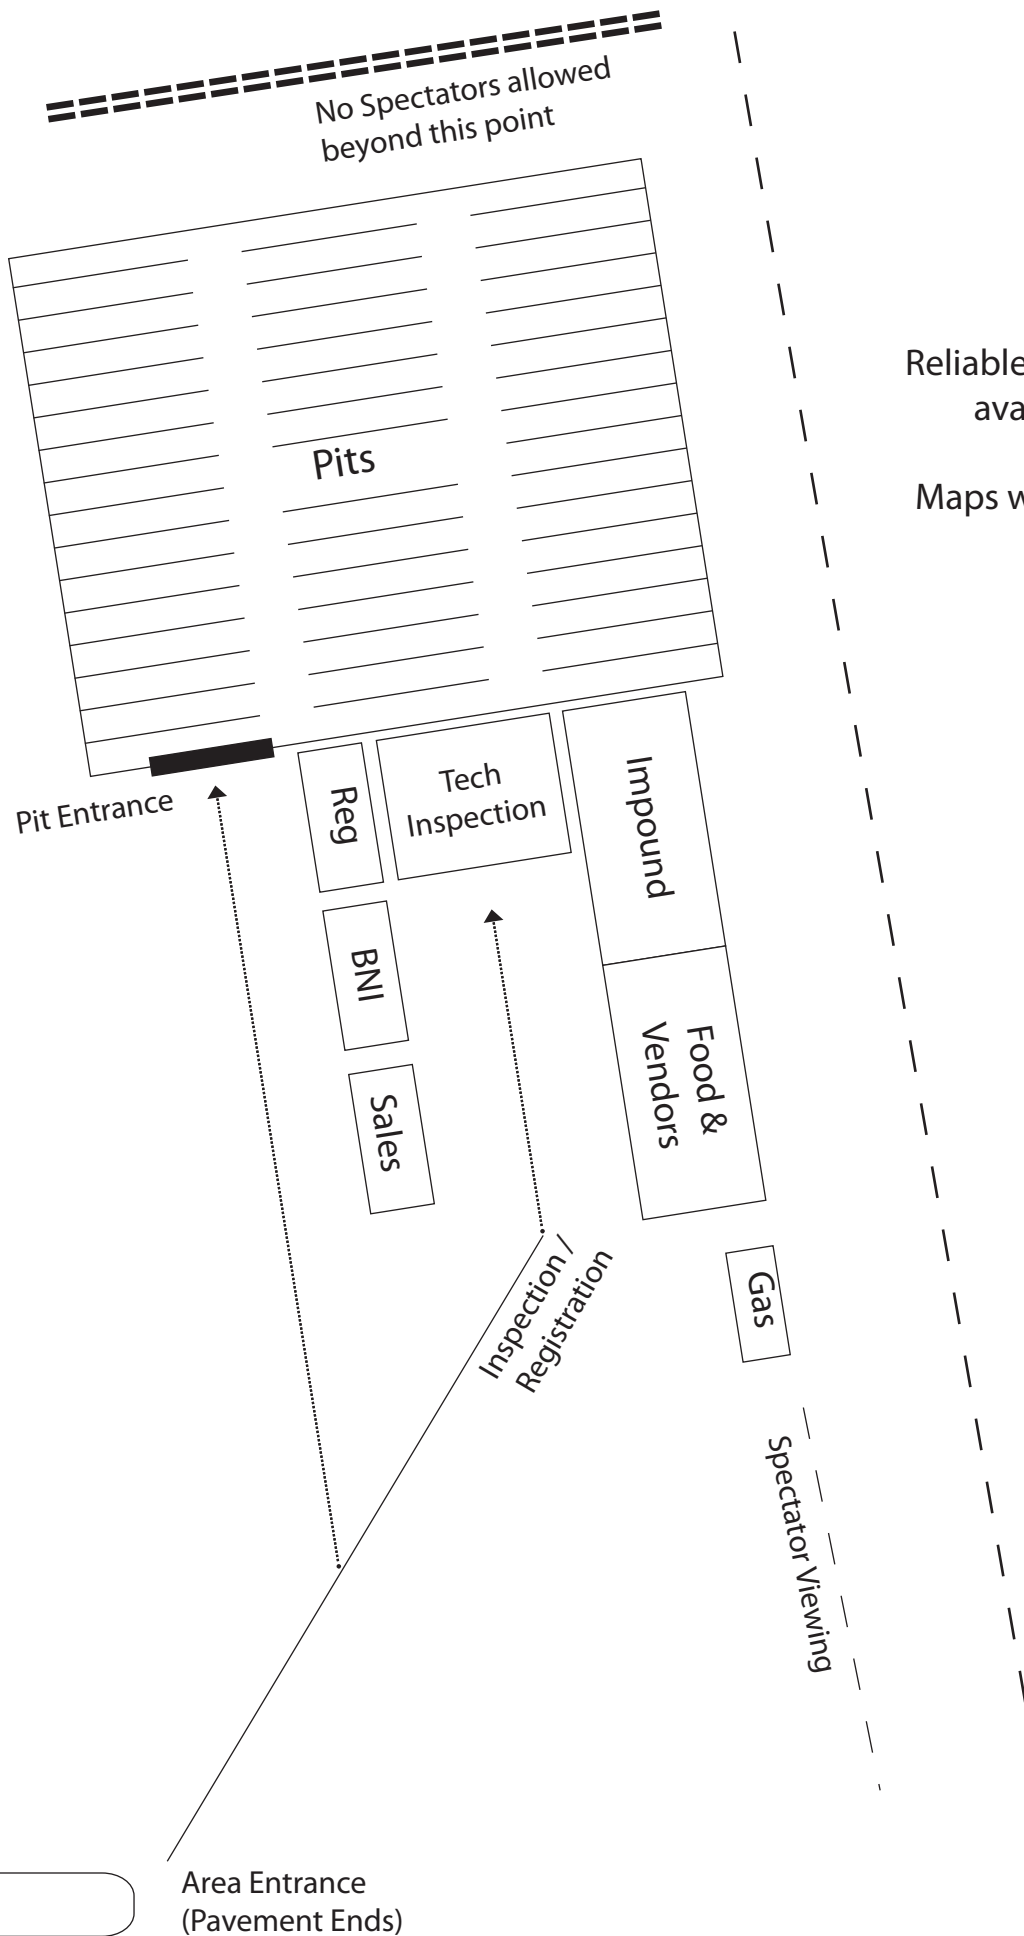 No Spectators allowed
beyond this point
Reliable
Maps
Pits
Pit Entrance
Reg
Tech
Inspection
Impound
BNI
Food &
Vendors
Sales
Inspection /
Registration
Gas
Spectator Viewing
Area Entrance
(Pavement Ends)